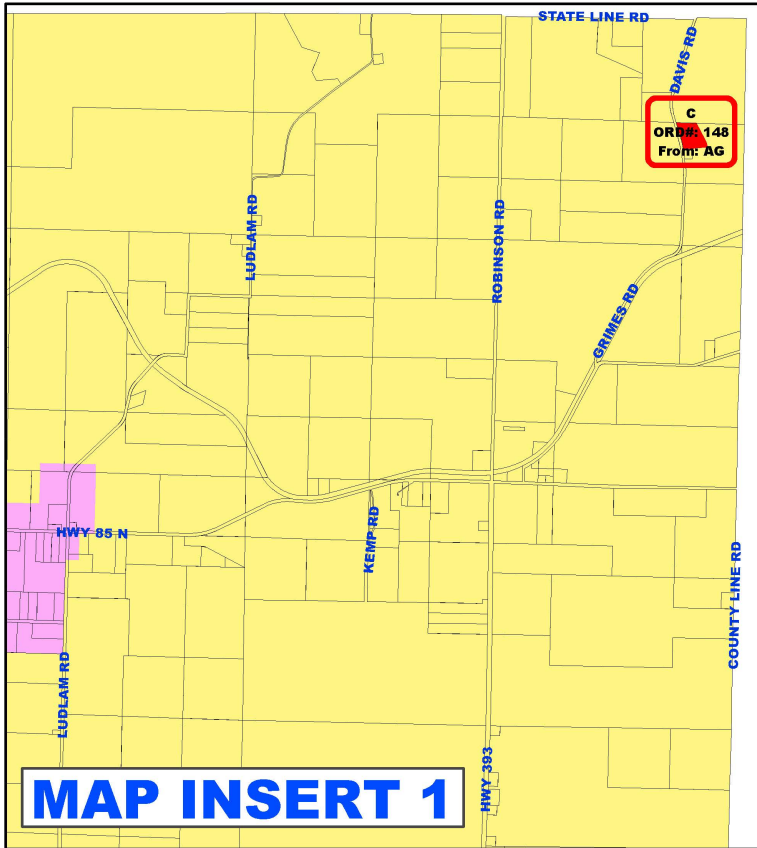 STATE LINE RD
DAVIS RD
C
ORD#: 148
From: AG
LUDLAM RD
ROBINSON RD
GRIMES RD
HWY 85 N
KEMP RD
COUNTY LINE RD
LUDLAM RD
HWY 393
MAP INSERT 1